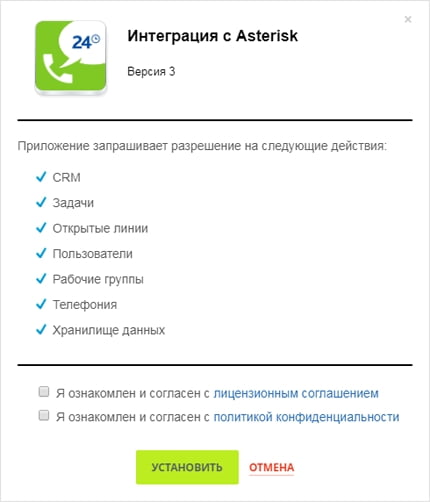 ×
24
Интеграция с Asterisk
Версия 3
Приложение запрашивает разрешение на следующие действия:
CRM
Задачи
Открытые линии
Пользователи
Рабочие группы
Телефония
Хранилище данных
Я ознакомлен и согласен с лицензионным соглашением
Я ознакомлен и согласен с политикой конфиденциальности
УСТАНОВИТЬ ОТМЕНА